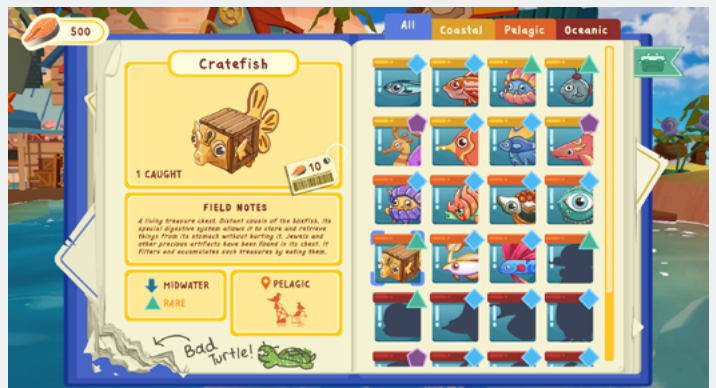 500
All
Coastal
Pelagic
Oceanic
Cratefish
1 CAUGHT
10
FIELD NOTES
A living treasure chest. Distant cousin of the boxfish, its
special digestive system allows it to store and retrieve
things from its stomach without hurting it. Jewels and
other precious artifacts have been found in its chest. It
filters and accumulates such treasures by eating them.
MIDWATER
RARE
PELAGIC
Bad
Turtle!